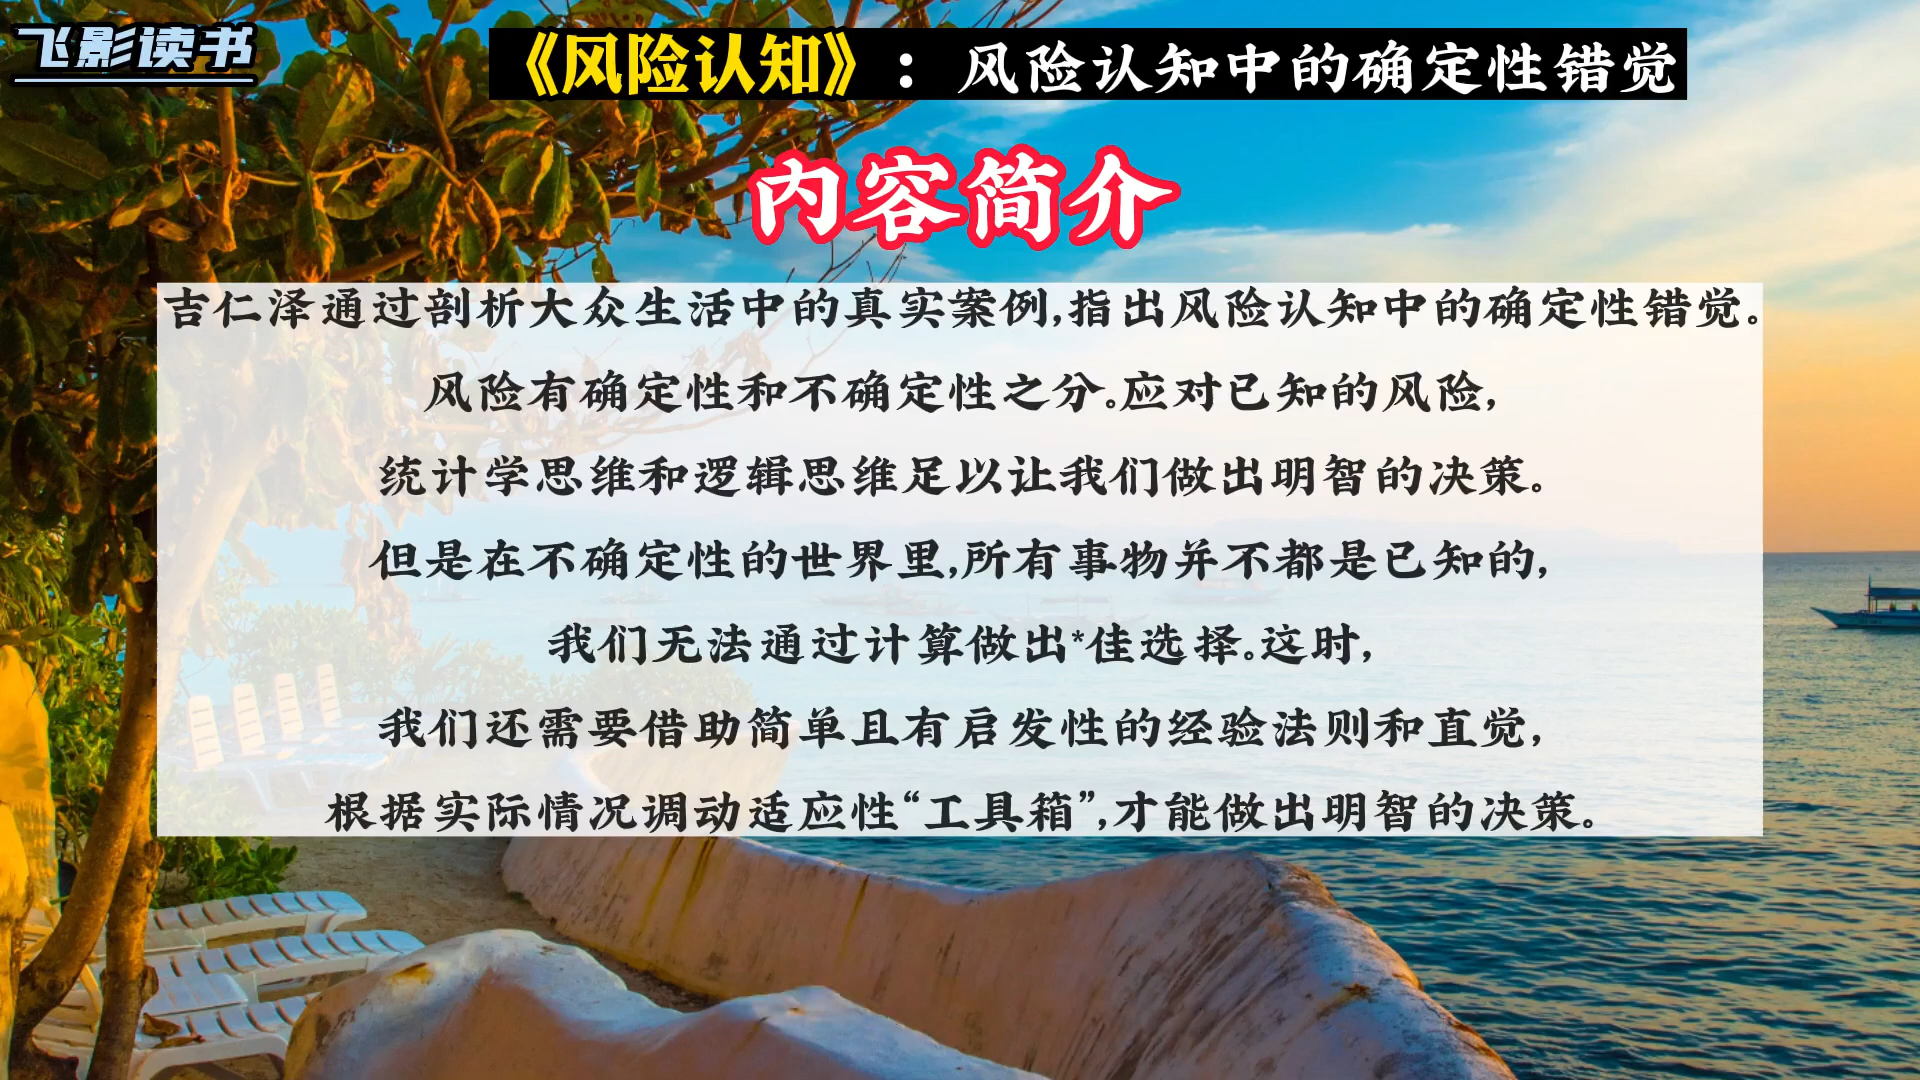 飞影读书
《风险认知》：风险认知中的确定性错觉
内容简介
吉仁泽通过剖析大众生活中的真实案例,指出风险认知中的确定性错觉。
风险有确定性和不确定性之分。应对已知的风险,
统计学思维和逻辑思维足以让我们做出明智的决策。
但是在不确定性的世界里,所有事物并不都是已知的,
我们无法通过计算做出*佳选择。这时,
我们还需要借助简单且有启发性的经验法则和直觉,
根据实际情况调动适应性“工具箱”,才能做出明智的决策。